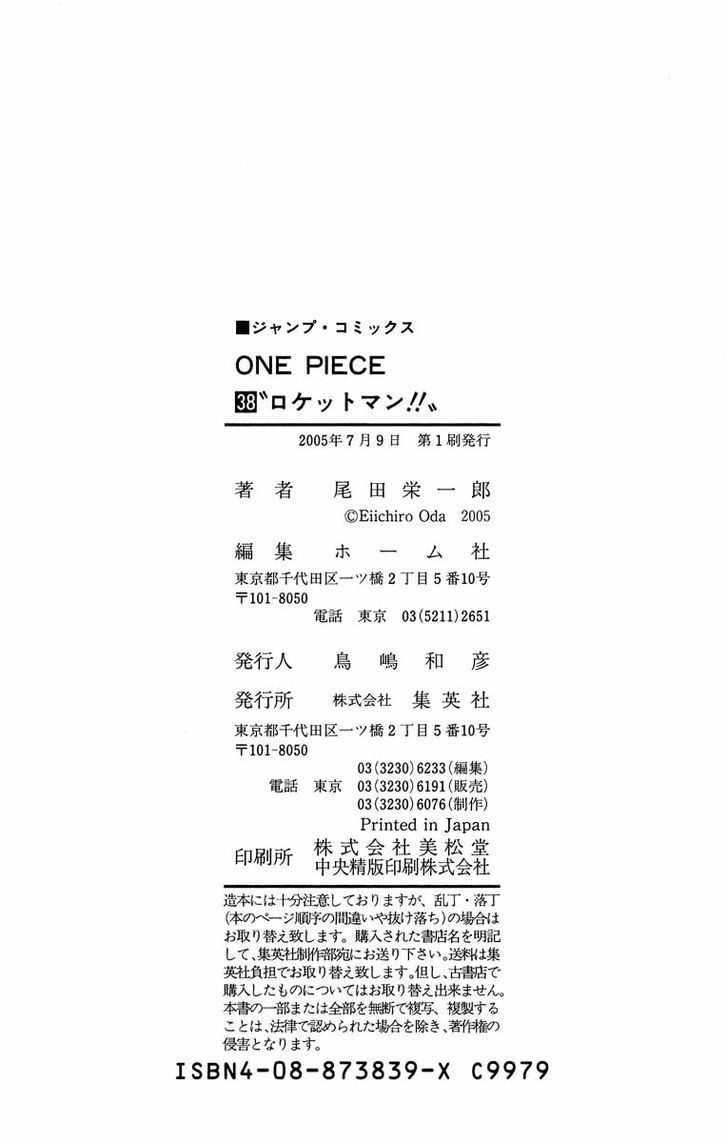 ■ジャンプ・コミックス
ONE PIECE
38〝ロケットマン!!〟
2005年7月9日　第1刷発行
著者　尾田栄一郎
©Eiichiro Oda 2005
編集　ホーム社
東京都千代田区一ツ橋2丁目5番10号
〒101-8050
電話　東京　03(5211)2651
発行人　鳥嶋和彦
発行所　株式会社　集英社
東京都千代田区一ツ橋2丁目5番10号
〒101-8050
03(3230)6233(編集)
電話　東京　03(3230)6191(販売)
03(3230)6076(制作)
Printed in Japan
印刷所　株式会社美松堂
中央精版印刷株式会社
造本には十分注意しておりますが、乱丁・落丁
(本のページ順序の間違いや抜け落ち)の場合は
お取り替え致します。購入された書店名を明記
して、集英社制作部宛にお送り下さい。送料は集
英社負担でお取り替え致します。但し、古書店で
購入したものについてはお取り替え出来ません。
本書の一部または全部を無断で複写、複製する
ことは、法律で認められた場合を除き、著作権の
侵害となります。
ISBN4-08-873839-X C9979